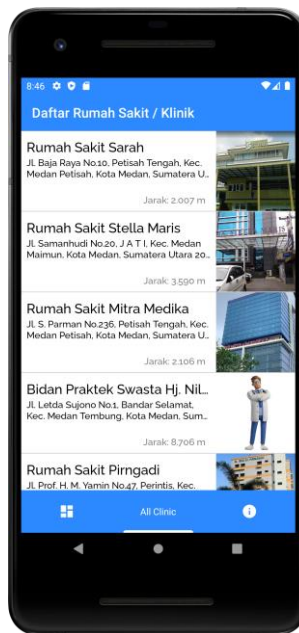 8:46
Daftar Rumah Sakit / Klinik
Rumah Sakit Sarah
Jl. Baja Raya No.10, Petisah Tengah, Kec.
Medan Petisah, Kota Medan, Sumatera U...
Jarak: 2.007 m
Rumah Sakit Stella Maris
Jl. Samanhudi No.20, J A T I, Kec. Medan
Maimun, Kota Medan, Sumatera Utara 20...
Jarak: 3.590 m
Rumah Sakit Mitra Medika
Jl. S. Parman No.236, Petisah Tengah, Kec.
Medan Petisah, Kota Medan, Sumatera U...
Jarak: 2.106 m
Bidan Praktek Swasta Hj. Nil...
Jl. Letda Sujono No.1, Bandar Selamat,
Kec. Medan Tembung, Kota Medan, Sum...
Jarak: 8.706 m
Rumah Sakit Pirngadi
Jl. Prof. H. M. Yamin No.47, Perintis, Kec.
All Clinic